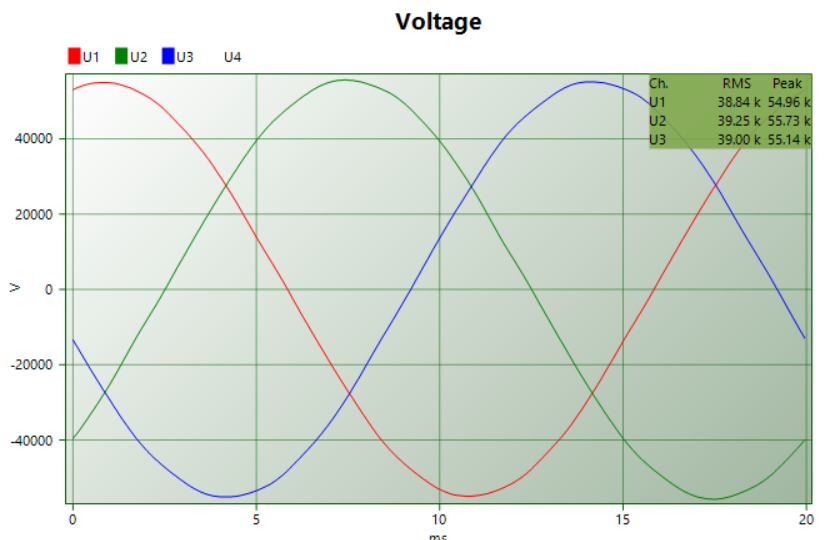 Voltage
U1 U2 U3 U4
Ch. RMS Peak
U1 38.84 k 54.96 k
U2 39.25 k 55.73 k
U3 39.00 k 55.14 k
40000
20000
0
-20000
-40000
V
0 5 10 15 20
ms